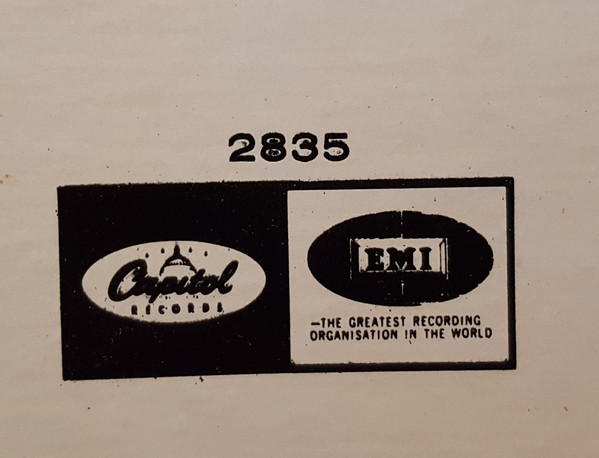 2835
Capitol
RECORDS
EMI
—THE GREATEST RECORDING
ORGANISATION IN THE WORLD